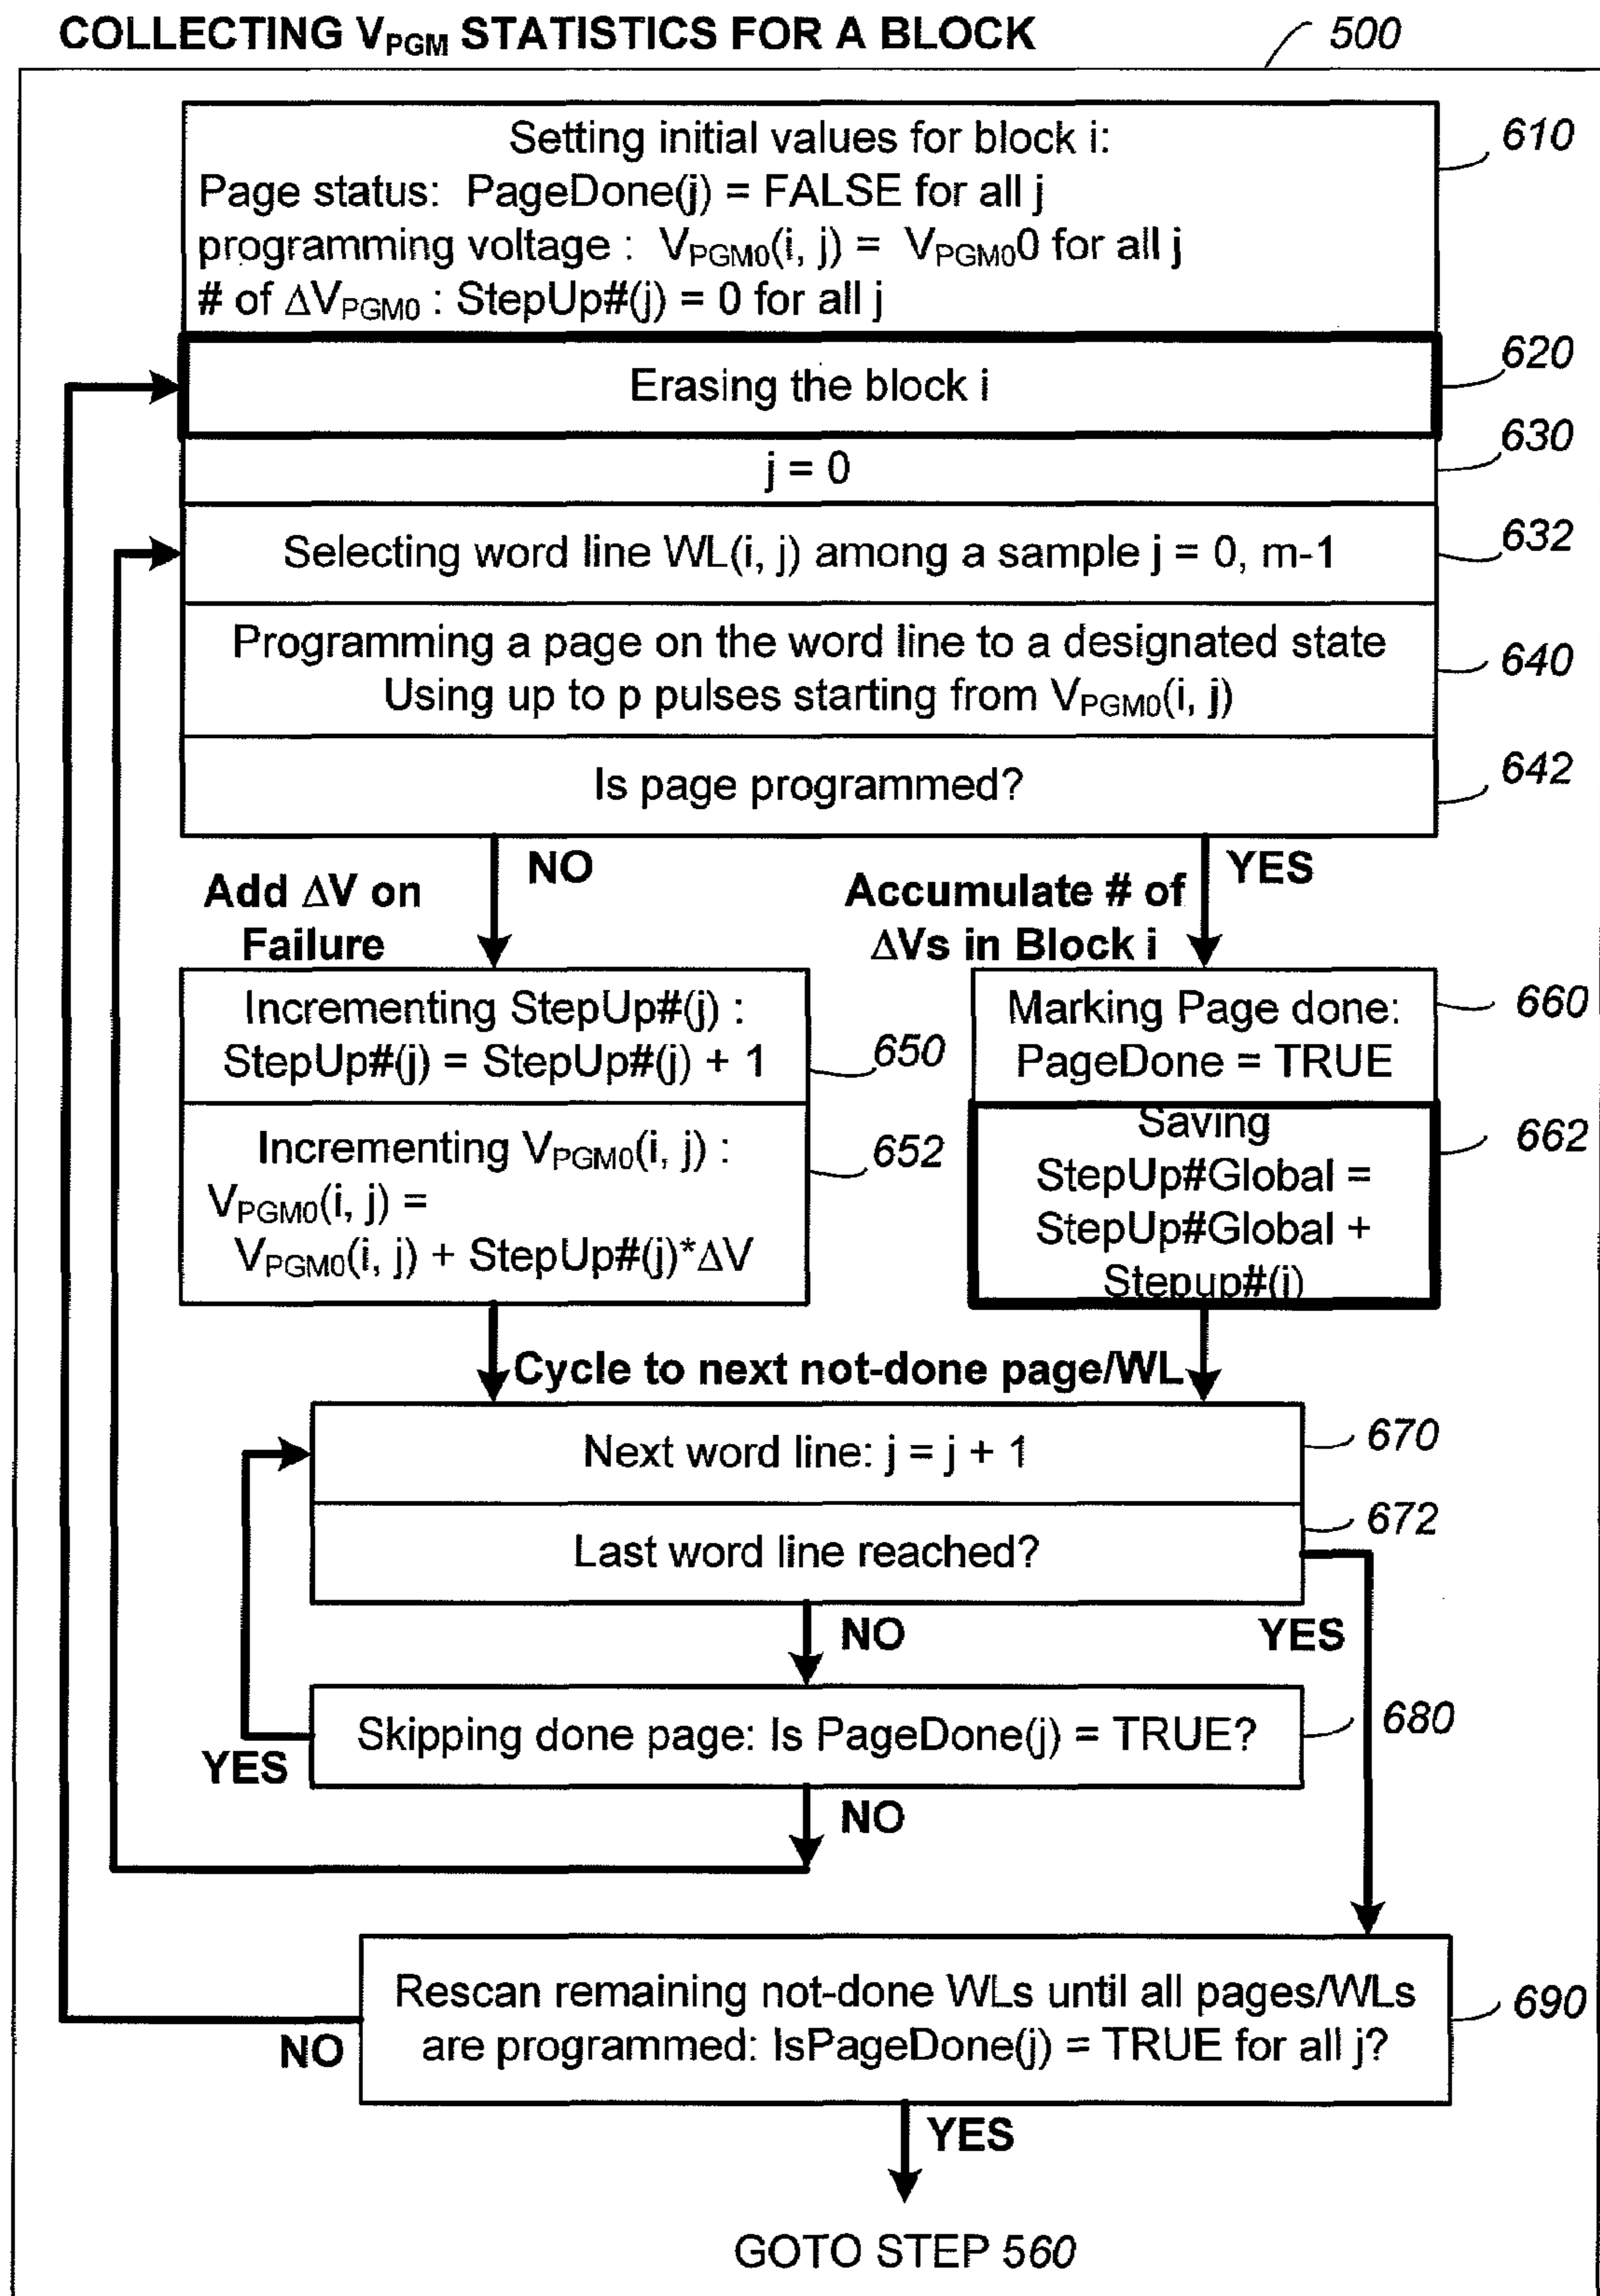 COLLECTING VPGM STATISTICS FOR A BLOCK
500
Setting initial values for block i:
610
Page status: PageDone(j) = FALSE for all j
programming voltage : VPGM0(i, j) = VPGM00 for all j
# of ΔVPGM0 : StepUp#(j) = 0 for all j
620
Erasing the block i
630
j = 0
Selecting word line WL(i, j) among a sample j = 0, m-1
632
Programming a page on the word line to a designated state
640
Using up to p pulses starting from VPGM0(i, j)
Is page programmed?
642
NO
YES
Add ΔV on
Failure
Accumulate # of
ΔVs in Block i
Incrementing StepUp#(j) :
StepUp#(j) = StepUp#(j) + 1
650
Marking Page done:
PageDone = TRUE
660
Incrementing VPGM0(i, j) :
VPGM0(i, j) =
VPGM0(i, j) + StepUp#(j)*ΔV
652
Saving
StepUp#Global =
StepUp#Global +
Stepup#(j)
662
Cycle to next not-done page/WL
Next word line: j = j + 1
670
Last word line reached?
672
NO
YES
Skipping done page: Is PageDone(j) = TRUE?
680
YES
NO
Rescan remaining not-done WLs until all pages/WLs
are programmed: IsPageDone(j) = TRUE for all j?
690
NO
YES
GOTO STEP 560